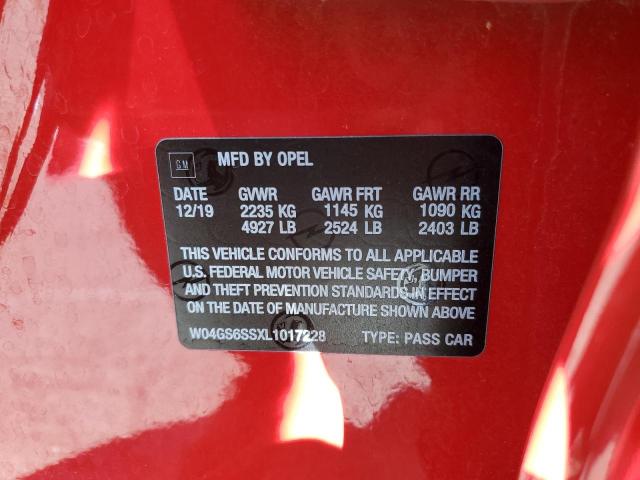 GM MFD BY OPEL
DATE GVWR GAWR FRT GAWR RR
12/19 2235 KG 1145 KG 1090 KG
4927 LB 2524 LB 2403 LB
THIS VEHICLE CONFORMS TO ALL APPLICABLE
U.S. FEDERAL MOTOR VEHICLE SAFETY, BUMPER
AND THEFT PREVENTION STANDARDS IN EFFECT
ON THE DATE OF MANUFACTURE SHOWN ABOVE
W04GS6SSXL1017228 TYPE: PASS CAR